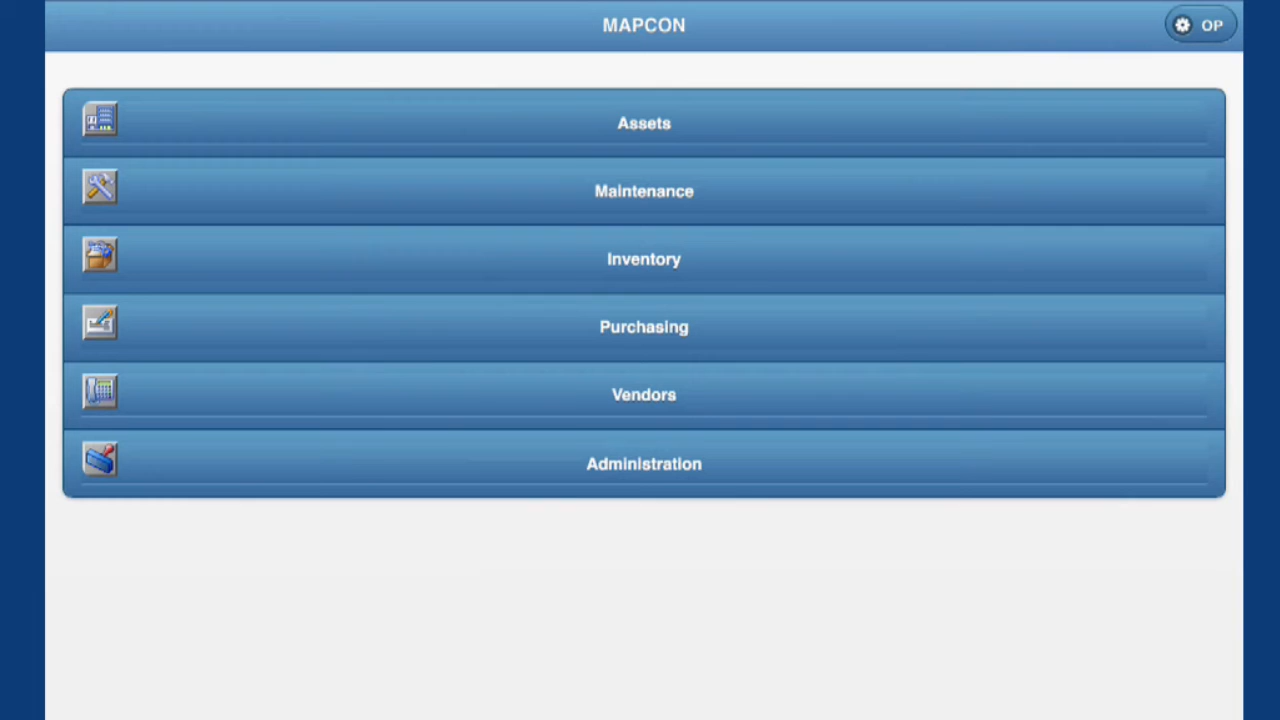 MAPCON
OP
Assets
Maintenance
Inventory
Purchasing
Vendors
Administration